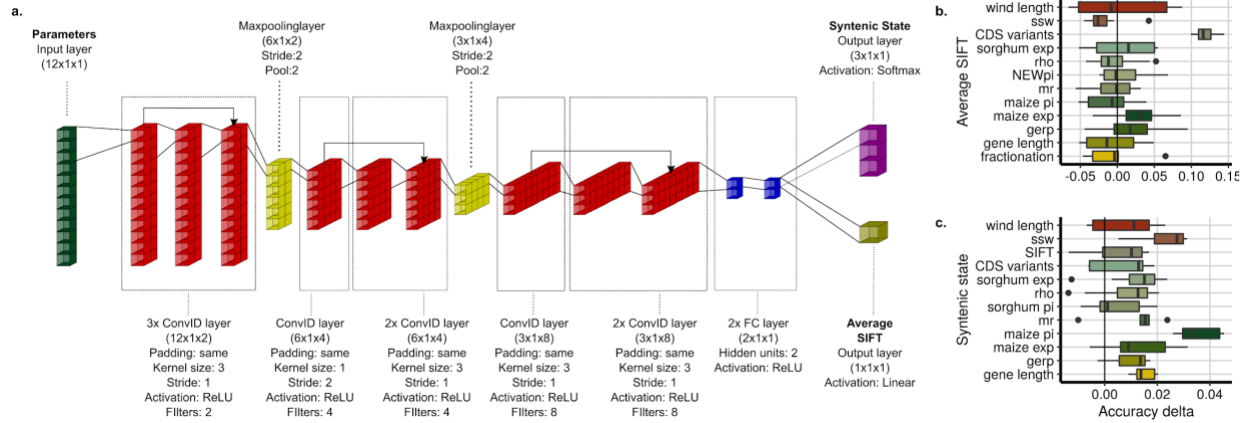 a.
Parameters
Input layer
(12x1x1)
Maxpoolinglayer
(6x1x2)
Stride:2
Pool:2
Maxpoolinglayer
(3x1x4)
Stride:2
Pool:2
Syntenic State
Output layer
(3x1x1)
Activation: Softmax
3x ConvID layer
(12x1x2)
Padding: same
Kernel size: 3
Stride: 1
Activation: ReLU
FIlters: 2
ConvID layer
(6x1x4)
Padding: same
Kernel size: 1
Stride: 2
Activation: ReLU
FIlters: 4
2x ConvID layer
(6x1x4)
Padding: same
Kernel size: 3
Stride: 1
Activation: ReLU
FIlters: 4
ConvID layer
(3x1x8)
Padding: same
Kernel size: 3
Stride: 1
Activation: ReLU
FIlters: 8
2x ConvID layer
(3x1x8)
Padding: same
Kernel size: 3
Stride: 1
Activation: ReLU
FIlters: 8
2x FC layer
(2x1x1)
Hidden units: 2
Activation: ReLU
Average
SIFT
Output layer
(1x1x1)
Activation: Linear
b.
Average SIFT
wind length
ssw
CDS variants
sorghum exp
rho
NEWpi
mr
maize pi
maize exp
gerp
gene length
fractionation
-0.05 0.00 0.05 0.10 0.15
c.
Syntenic state
wind length
ssw
SIFT
CDS variants
sorghum exp
rho
sorghum pi
mr
maize pi
maize exp
gerp
gene length
0.00 0.02 0.04
Accuracy delta